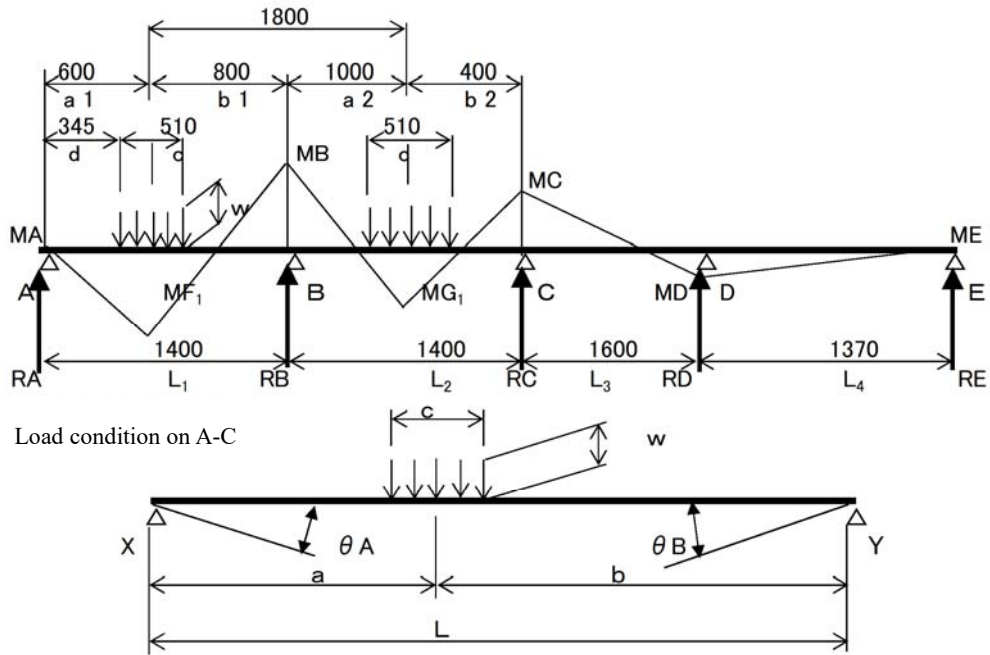 1800
600 800 1000 400
a 1 b 1 a 2 b 2
345 510 510
d c c
MB
MC
w
MA ME
A MF₁ B MG₁ C MD D E
1400 1400 1600 1370
RA L₁ RB L₂ RC L₃ RD L₄ RE
Load condition on A-C
c
w
X θA θB Y
a b
L